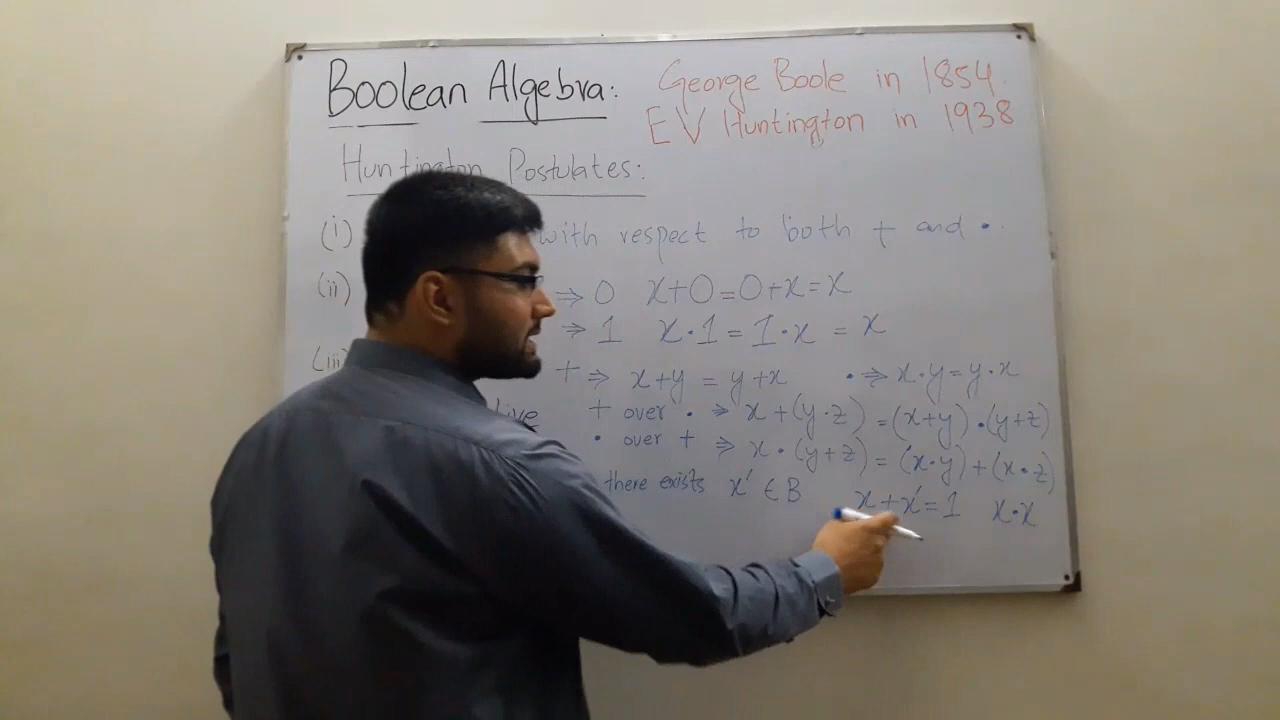 Boolean Algebra: George Boole in 1854.
EV Huntington in 1938
Huntington Postulates:
(i) with respect to both + and •.
(ii) ⇒ 0 x+0=0+x=x
⇒ 1 x•1=1•x=x
(iii) + ⇒ x+y=y+x • ⇒ x•y=y•x
+ over • ⇒ x+(y•z)=(x+y)•(y+z)
• over + ⇒ x•(y+z)=(x•y)+(x•z)
there exists x' ∈ B x+x'=1 x•x